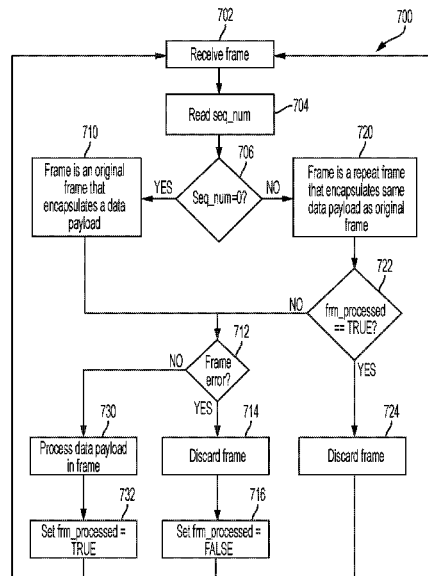 702
700
Receive frame
Read seq_num
704
710
706
720
Frame is an original
frame that
encapsulates a data
payload
YES
Seq_num=0?
NO
Frame is a repeat frame
that encapsulates same
data payload as original
frame
722
NO
frm_processed
== TRUE?
YES
712
NO
Frame
error?
YES
730
714
724
Process data payload
in frame
Discard frame
Discard frame
732
716
Set frm_processed =
TRUE
Set frm_processed =
FALSE